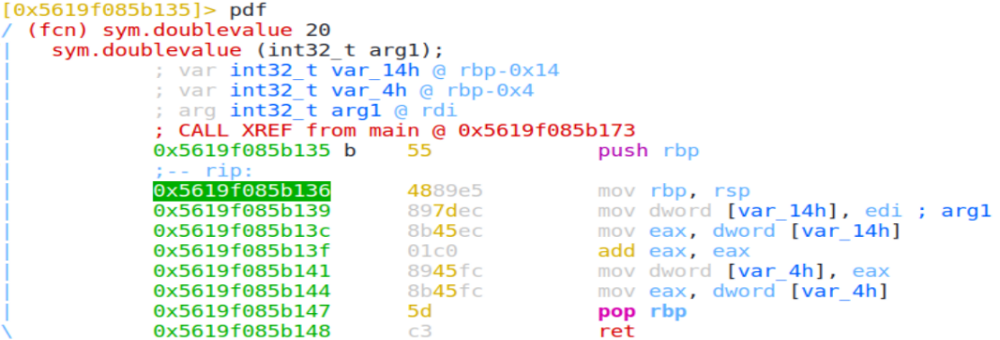 [0x5619f085b135]> pdf
/ (fcn) sym.doublevalue 20
|   sym.doublevalue (int32_t arg1);
|           ; var int32_t var_14h @ rbp-0x14
|           ; var int32_t var_4h @ rbp-0x4
|           ; arg int32_t arg1 @ rdi
|           ; CALL XREF from main @ 0x5619f085b173
|           0x5619f085b135 b    55             push rbp
|           ;-- rip:
|           0x5619f085b136      4889e5         mov rbp, rsp
|           0x5619f085b139      897dec         mov dword [var_14h], edi ; arg1
|           0x5619f085b13c      8b45ec         mov eax, dword [var_14h]
|           0x5619f085b13f      01c0           add eax, eax
|           0x5619f085b141      8945fc         mov dword [var_4h], eax
|           0x5619f085b144      8b45fc         mov eax, dword [var_4h]
|           0x5619f085b147      5d             pop rbp
\           0x5619f085b148      c3             ret